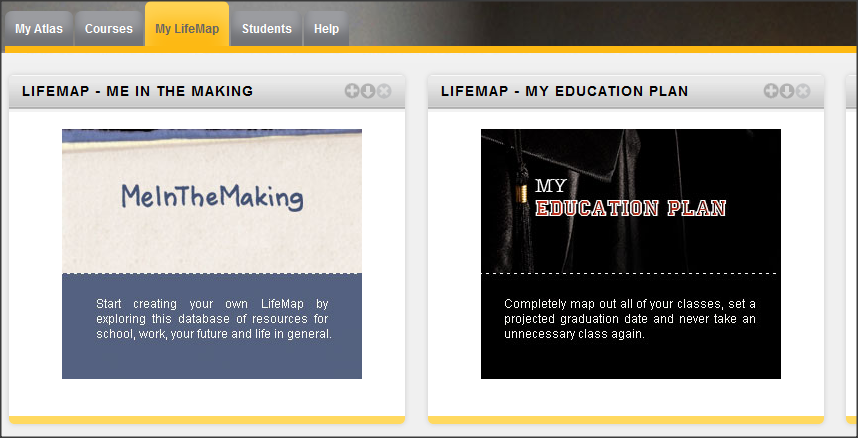 My Atlas Courses My LifeMap Students Help
LIFEMAP - ME IN THE MAKING
MeInTheMaking
Start creating your own LifeMap by
exploring this database of resources for
school, work, your future and life in general.
LIFEMAP - MY EDUCATION PLAN
MY
EDUCATION PLAN
Completely map out all of your classes, set a
projected graduation date and never take an
unnecessary class again.